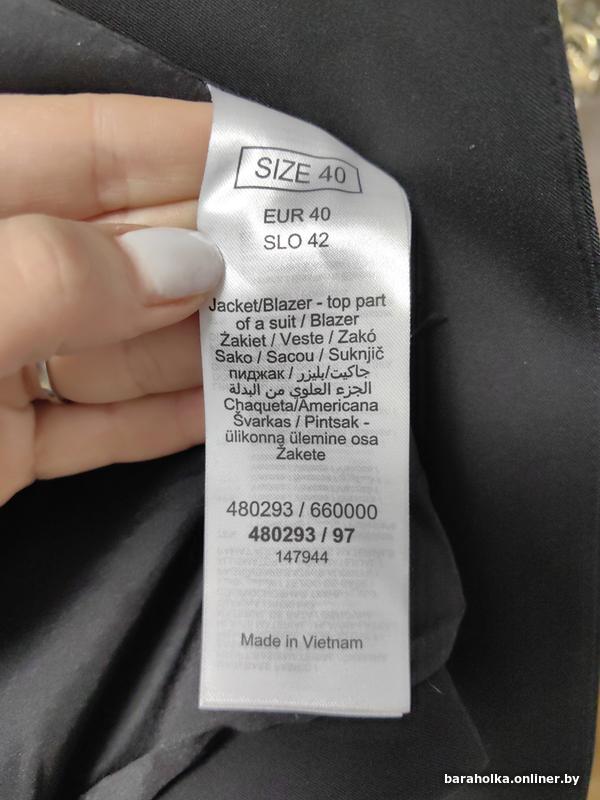 SIZE 40
EUR 40
SLO 42
Jacket/Blazer - top part
of a suit / Blazer
Żakiet / Veste / Zakó
Sako / Sacou / Suknjič
пиджак / جاكيت/بليزر
الجزء العلوي من البدلة
Chaqueta/Americana
Švarkas / Pintsak -
ülikonna ülemine osa
Žakete
480293 / 660000
480293 / 97
147944
Made in Vietnam
baraholka.onliner.by